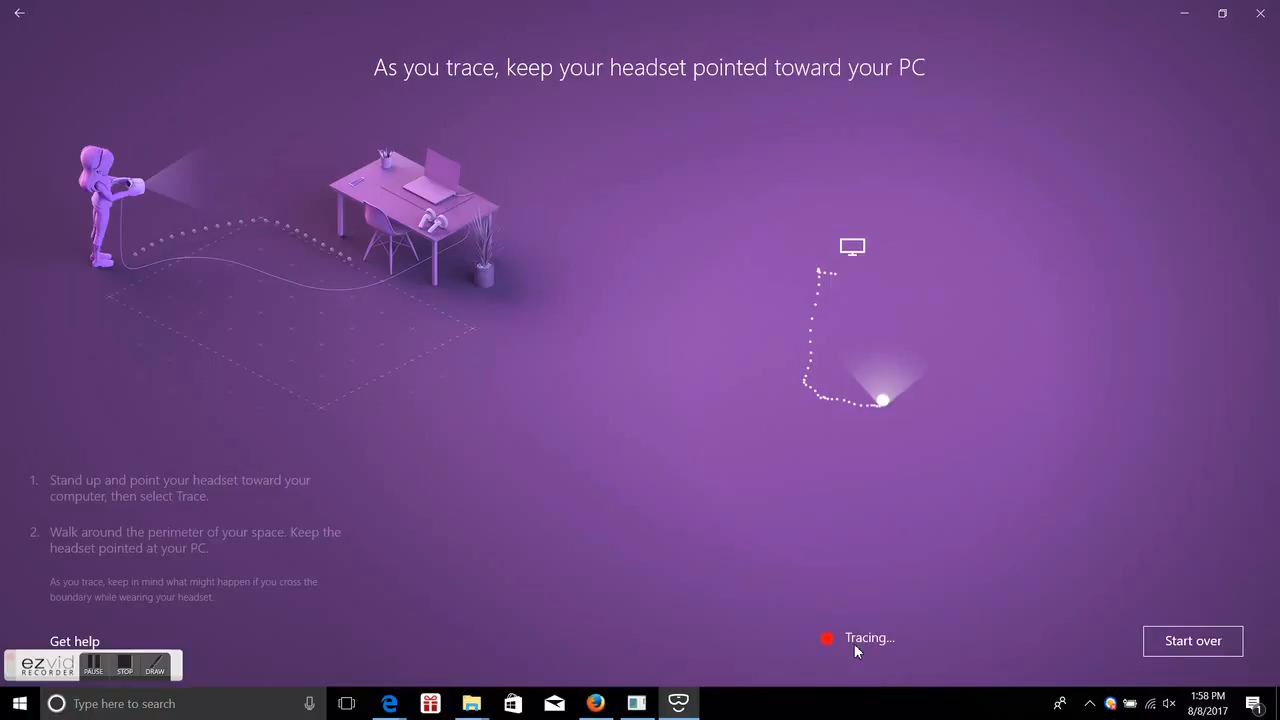 As you trace, keep your headset pointed toward your PC
1. Stand up and point your headset toward your
computer, then select Trace.
2. Walk around the perimeter of your space. Keep the
headset pointed at your PC.
As you trace, keep in mind what might happen if you cross the
boundary while wearing your headset.
Get help
Tracing...
Start over
ezvid
RECORDER
PAUSE
STOP
DRAW
Type here to search
1:58 PM
8/8/2017
1